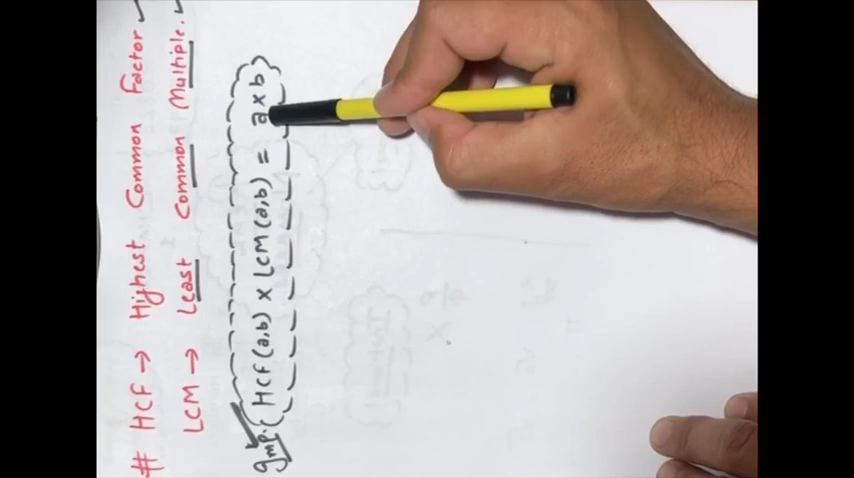 # HCF → Highest Common Factor
LCM → Least Common Multiple.
Imp. HCF(a,b) × LCM(a,b) = a × b